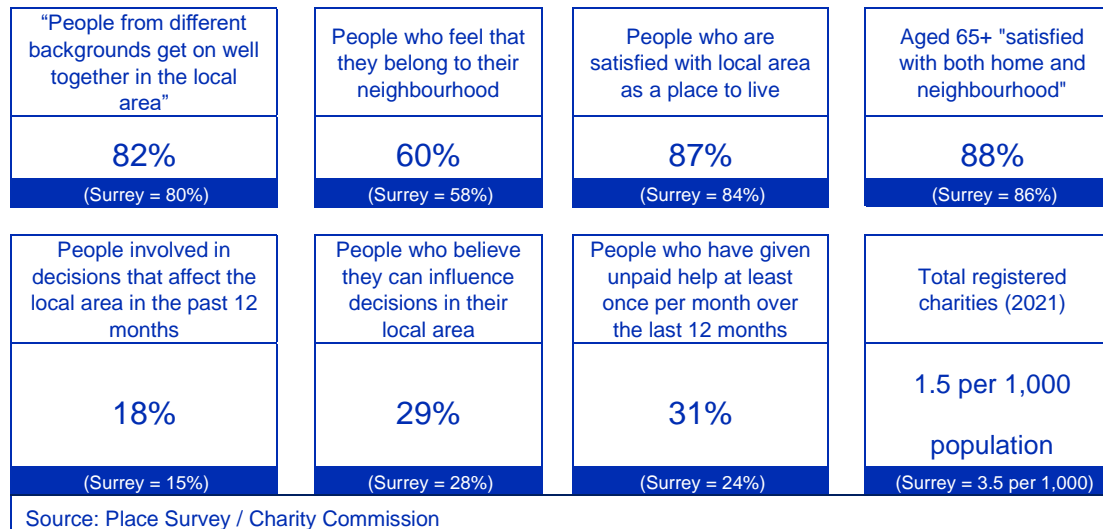 “People from different
backgrounds get on well
together in the local
area”
82%
(Surrey = 80%)
People who feel that
they belong to their
neighbourhood
60%
(Surrey = 58%)
People who are
satisfied with local area
as a place to live
87%
(Surrey = 84%)
Aged 65+ "satisfied
with both home and
neighbourhood"
88%
(Surrey = 86%)
People involved in
decisions that affect the
local area in the past 12
months
18%
(Surrey = 15%)
People who believe
they can influence
decisions in their
local area
29%
(Surrey = 28%)
People who have given
unpaid help at least
once per month over
the last 12 months
31%
(Surrey = 24%)
Total registered
charities (2021)
1.5 per 1,000
population
(Surrey = 3.5 per 1,000)
Source: Place Survey / Charity Commission